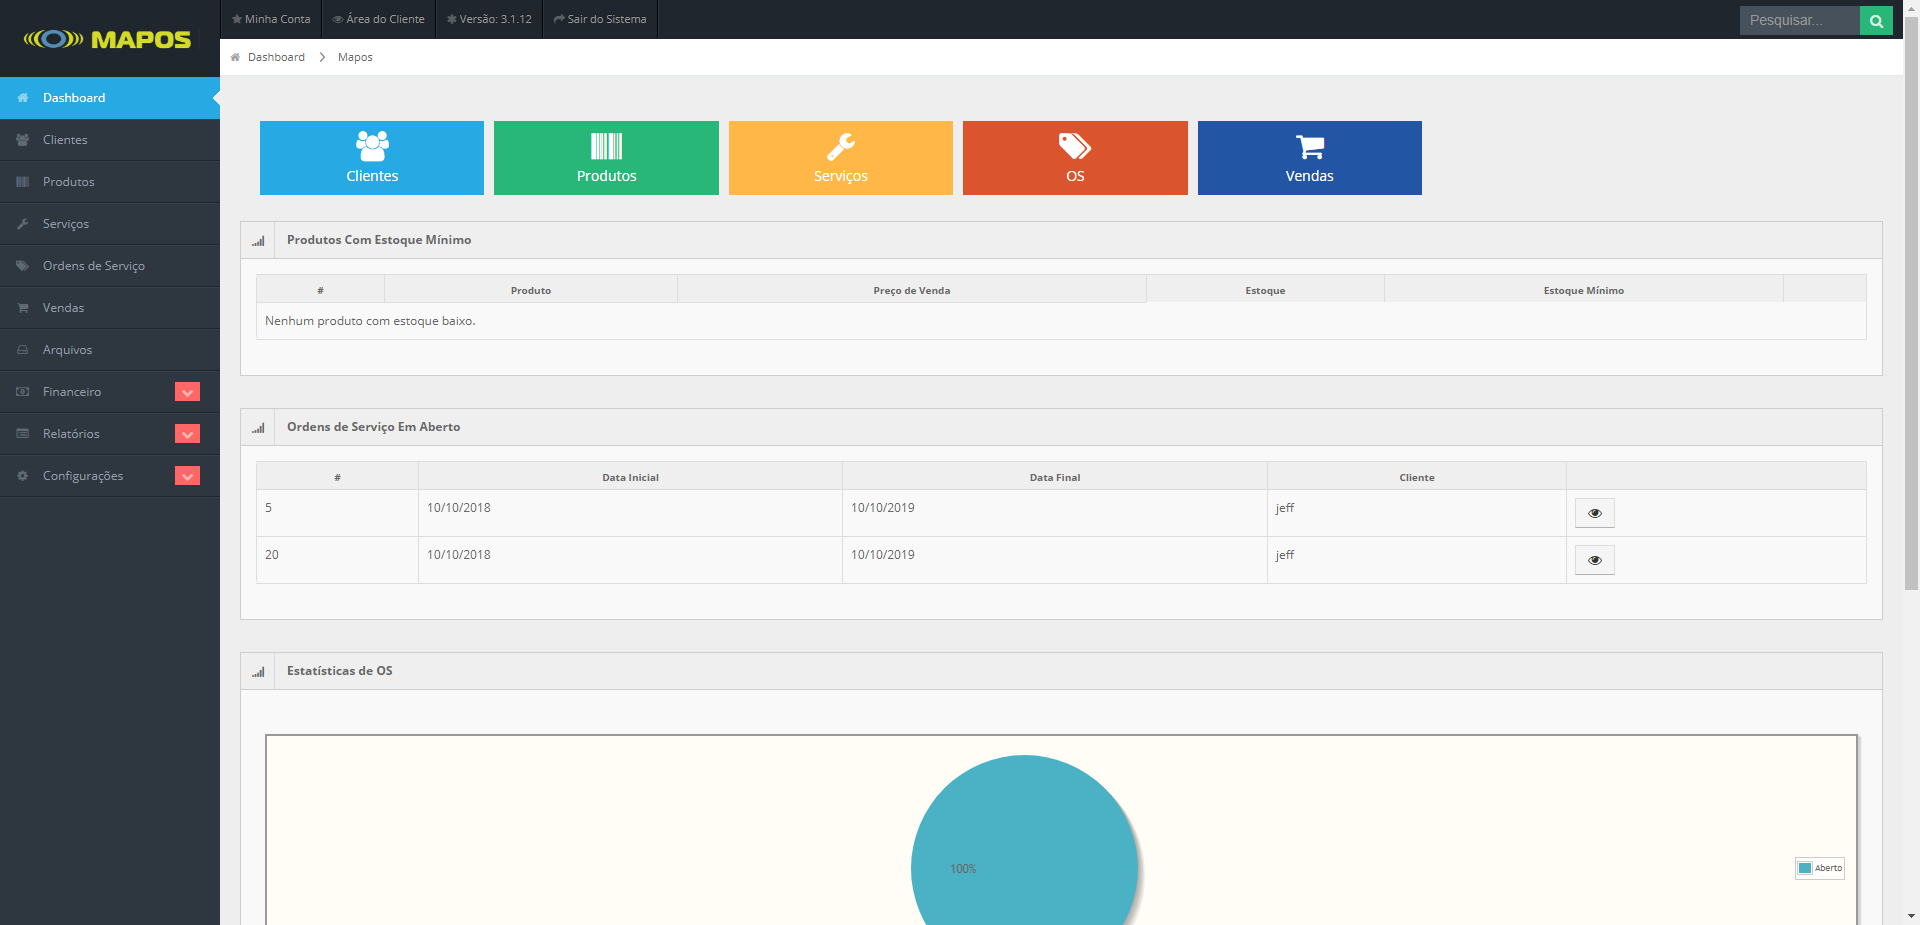 MAPOS
Minha Conta
Área do Cliente
Versão: 3.1.12
Sair do Sistema
Pesquisar...
Dashboard
Mapos
Dashboard
Clientes
Produtos
Serviços
Ordens de Serviço
Vendas
Arquivos
Financeiro
Relatórios
Configurações
Clientes
Produtos
Serviços
OS
Vendas
Produtos Com Estoque Mínimo
# Produto Preço de Venda Estoque Estoque Mínimo
Nenhum produto com estoque baixo.
Ordens de Serviço Em Aberto
# Data Inicial Data Final Cliente
5 10/10/2018 10/10/2019 jeff
20 10/10/2018 10/10/2019 jeff
Estatísticas de OS
100%
Aberto